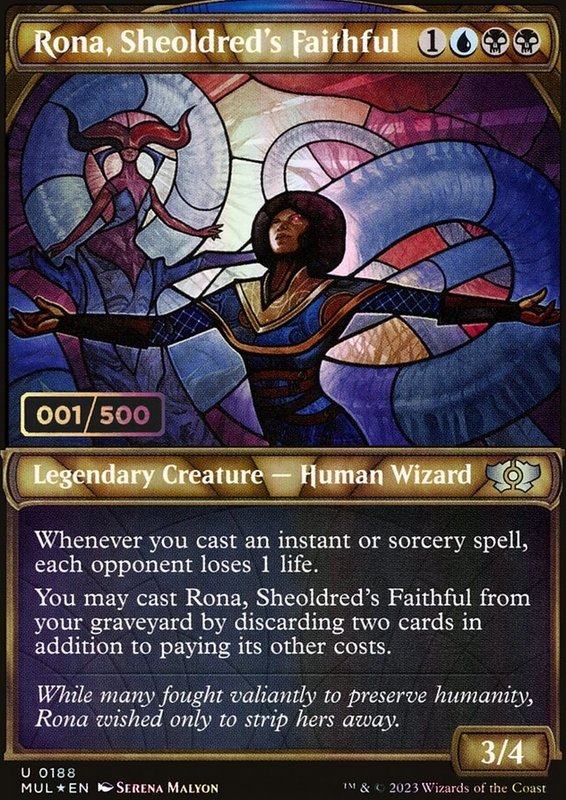 Rona, Sheoldred's Faithful 1
001/500
Legendary Creature — Human Wizard
Whenever you cast an instant or sorcery spell,
each opponent loses 1 life.
You may cast Rona, Sheoldred's Faithful from
your graveyard by discarding two cards in
addition to paying its other costs.
While many fought valiantly to preserve humanity,
Rona wished only to strip hers away.
3/4
U 0188
MUL★EN Serena Malyon
™ & © 2023 Wizards of the Coast